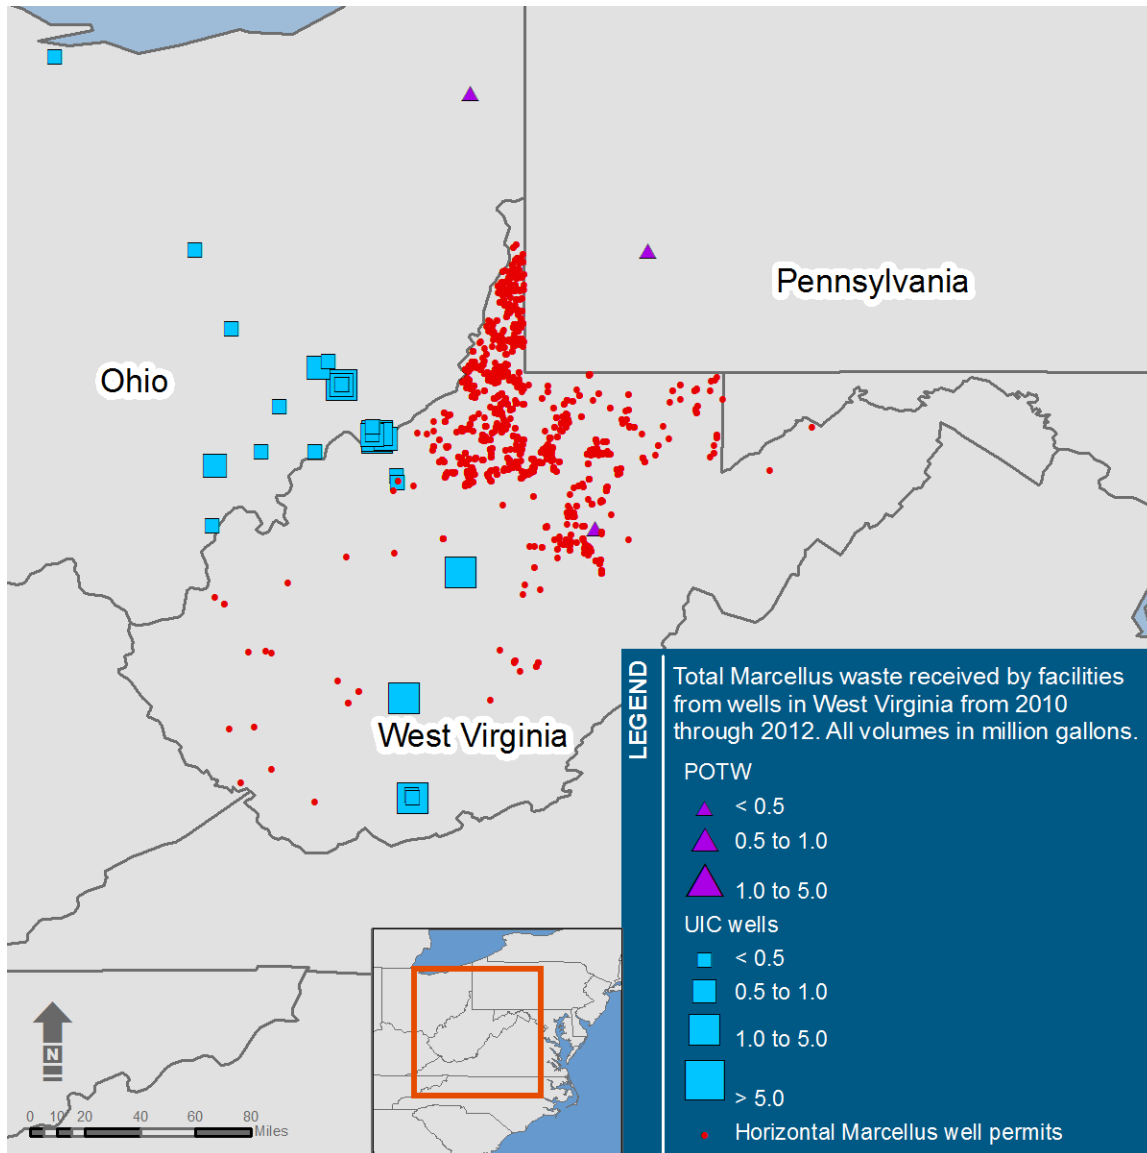 Pennsylvania
Ohio
West Virginia
LEGEND
Total Marcellus waste received by facilities
from wells in West Virginia from 2010
through 2012. All volumes in million gallons.
POTW
< 0.5
0.5 to 1.0
1.0 to 5.0
UIC wells
< 0.5
0.5 to 1.0
1.0 to 5.0
> 5.0
Horizontal Marcellus well permits
N
0 10 20 40 60 80
Miles